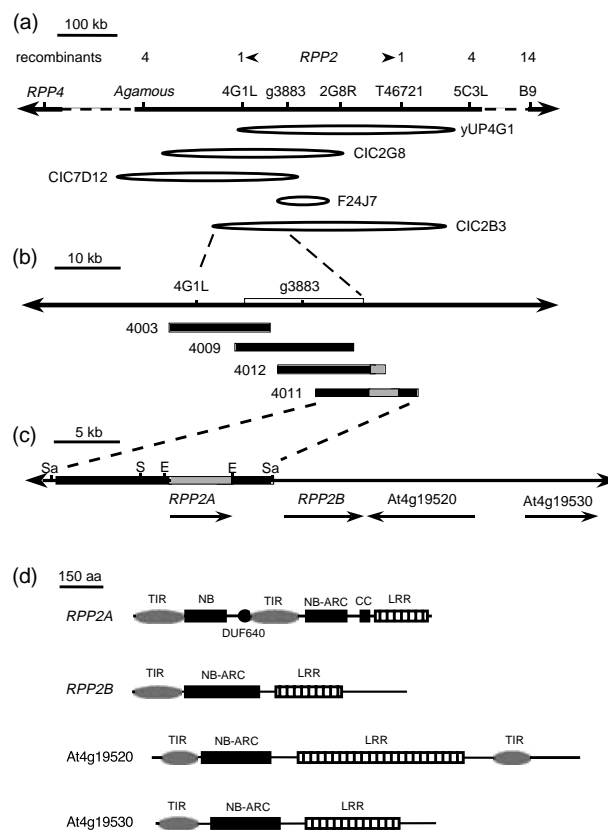 (a)
100 kb
recombinants 4 1 RPP2 1 4 14
RPP4 Agamous 4G1L g3883 2G8R T46721 5C3L B9
yUP4G1
CIC2G8
CIC7D12
F24J7
CIC2B3
(b)
10 kb
4G1L g3883
4003
4009
4012
4011
(c)
5 kb
Sa S E E Sa
RPP2A RPP2B At4g19520 At4g19530
(d)
150 aa
TIR NB TIR NB-ARC CC LRR
RPP2A
DUF640
TIR NB-ARC LRR
RPP2B
TIR NB-ARC LRR TIR
At4g19520
TIR NB-ARC LRR
At4g19530